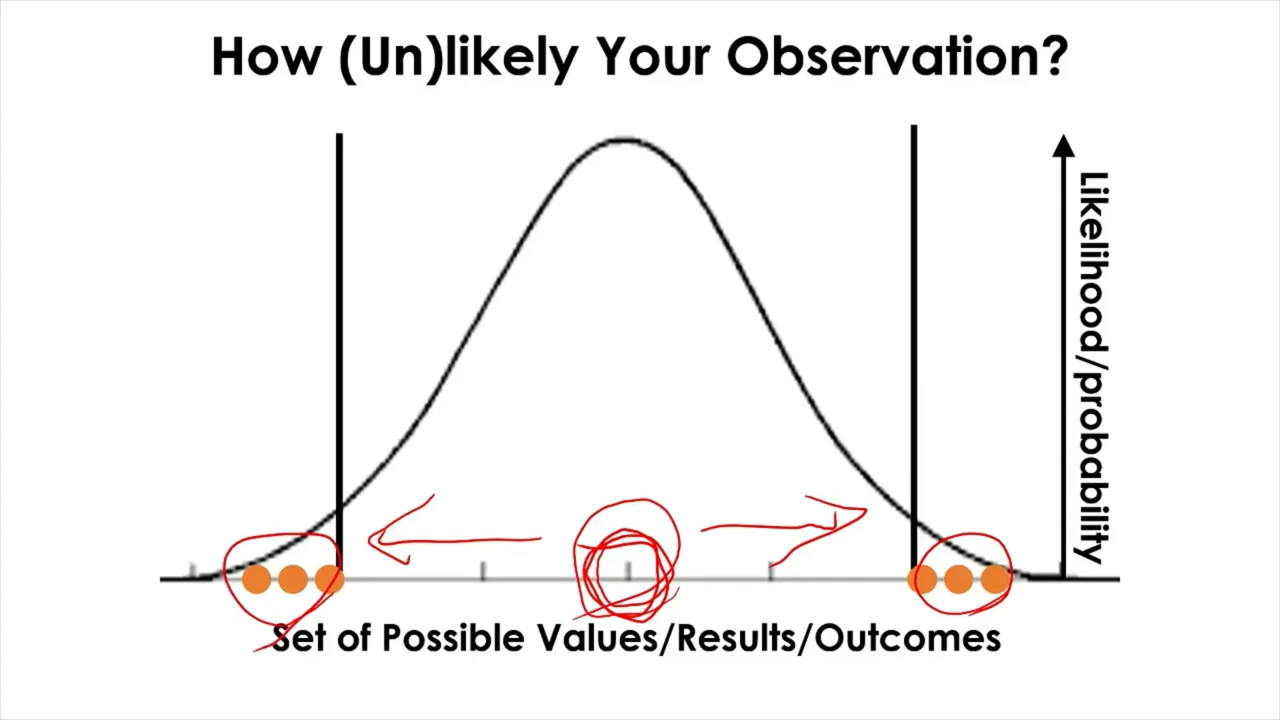 How (Un)likely Your Observation?
Likelihood/probability
Set of Possible Values/Results/Outcomes